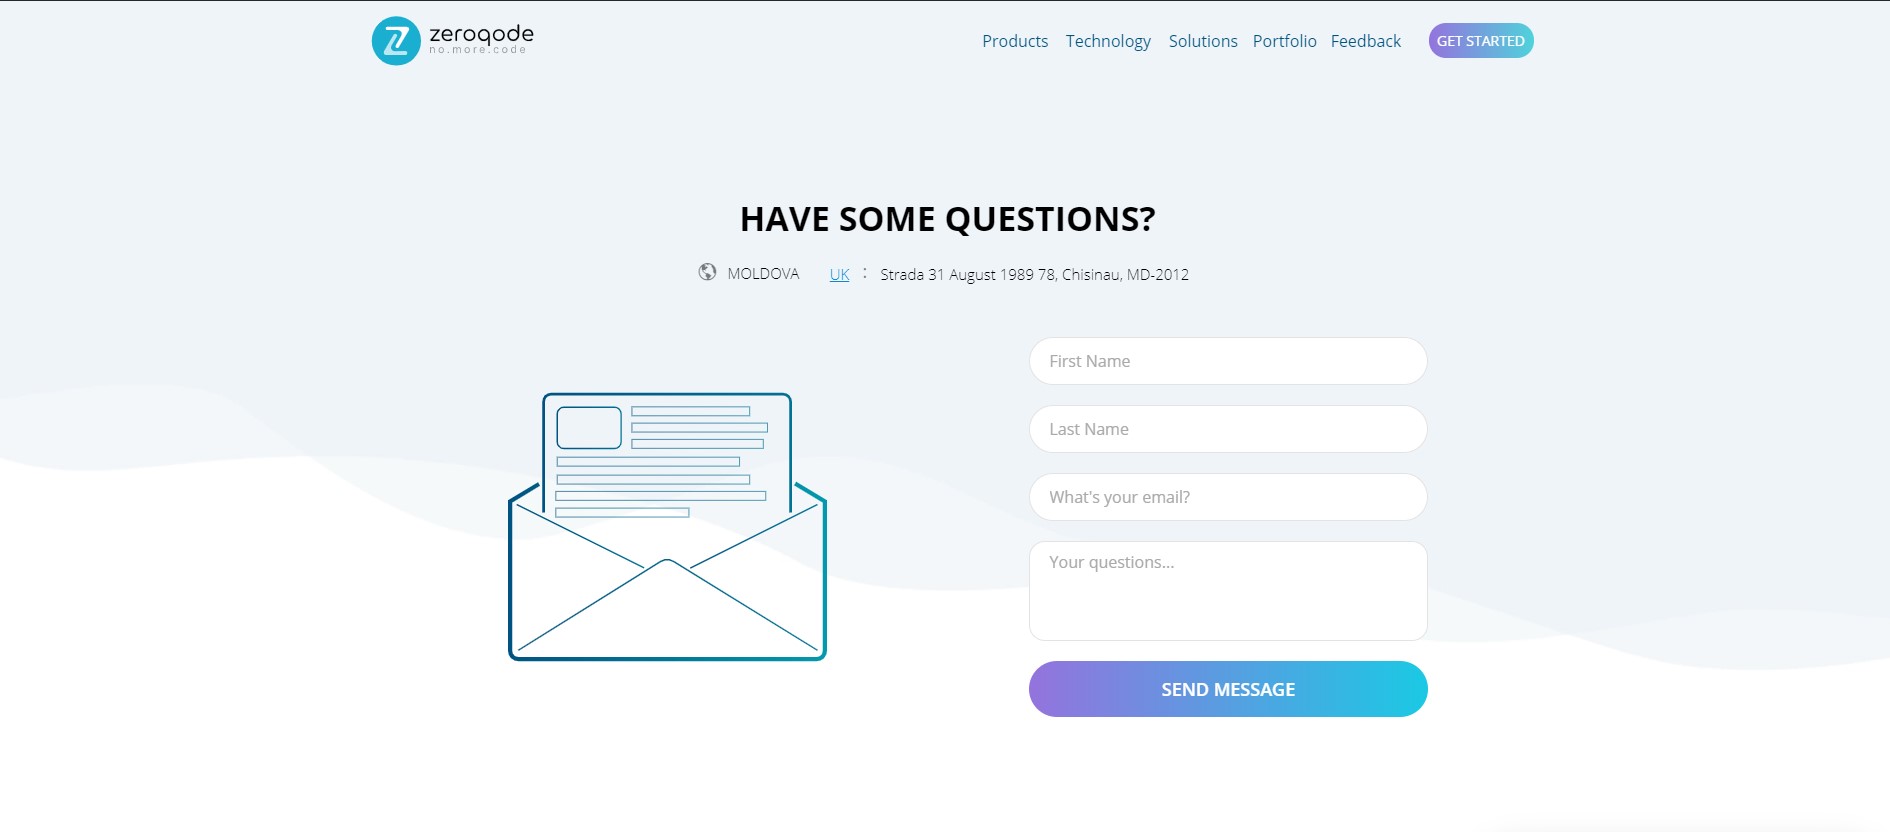 zeroqode
no.more.code
Products Technology Solutions Portfolio Feedback GET STARTED
HAVE SOME QUESTIONS?
MOLDOVA UK : Strada 31 August 1989 78, Chisinau, MD-2012
First Name
Last Name
What's your email?
Your questions...
SEND MESSAGE